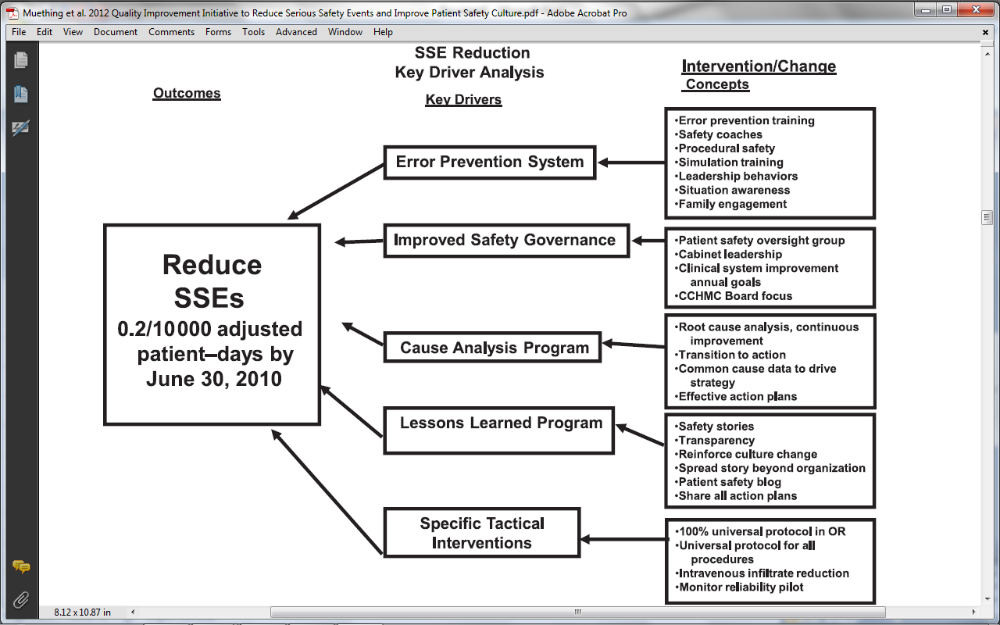 Muething et al. 2012 Quality Improvement Initiative to Reduce Serious Safety Events and Improve Patient Safety Culture.pdf - Adobe Acrobat Pro
File Edit View Document Comments Forms Tools Advanced Window Help
SSE Reduction
Key Driver Analysis
Outcomes
Key Drivers
Intervention/Change
Concepts
Reduce
SSEs
0.2/10000 adjusted
patient–days by
June 30, 2010
Error Prevention System
•Error prevention training
•Safety coaches
•Procedural safety
•Simulation training
•Leadership behaviors
•Situation awareness
•Family engagement
Improved Safety Governance
•Patient safety oversight group
•Cabinet leadership
•Clinical system improvement
annual goals
•CCHMC Board focus
Cause Analysis Program
•Root cause analysis, continuous
improvement
•Transition to action
•Common cause data to drive
strategy
•Effective action plans
Lessons Learned Program
•Safety stories
•Transparency
•Reinforce culture change
•Spread story beyond organization
•Patient safety blog
•Share all action plans
Specific Tactical
Interventions
•100% universal protocol in OR
•Universal protocol for all
procedures
•Intravenous infiltrate reduction
•Monitor reliability pilot
8.12 x 10.87 in